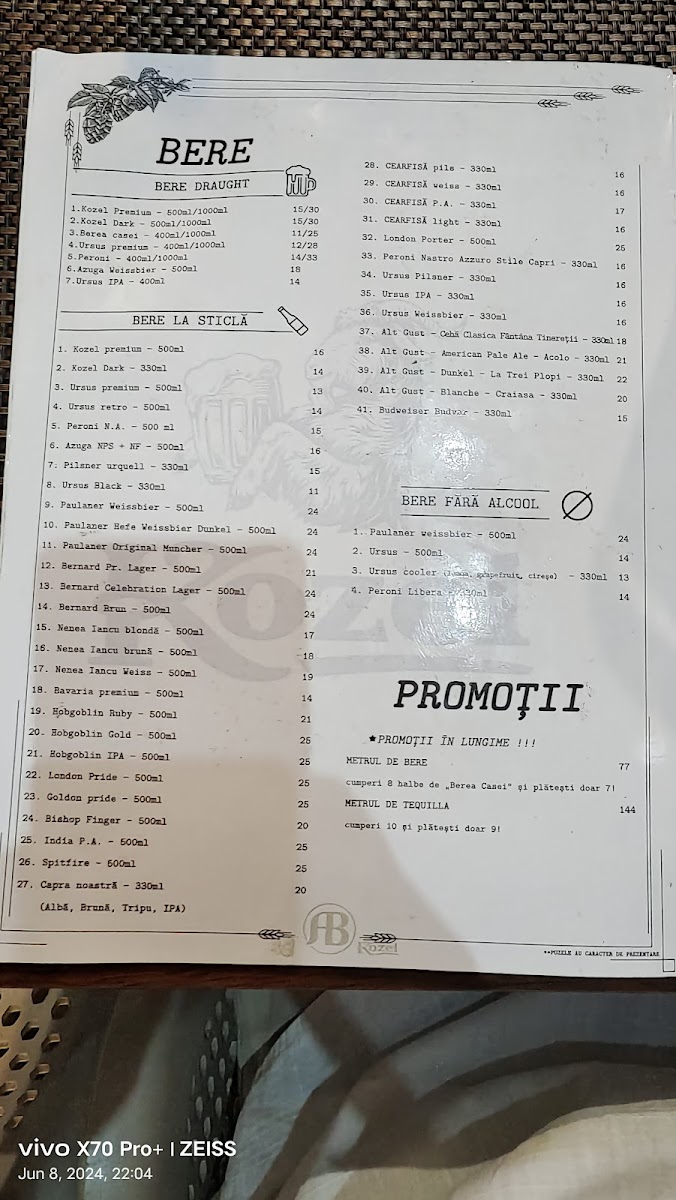 BERE
BERE DRAUGHT
1.Kozel Premium - 500ml/1000ml 15/30
2.Kozel Dark - 500ml/1000ml 15/30
3.Berea casei - 400ml/1000ml 11/25
4.Ursus premium - 400ml/1000ml 12/28
5.Peroni - 400ml/1000ml 14/33
6.Azuga Weissbier - 500ml 18
7.Ursus IPA - 400ml 14
BERE LA STICLĂ
1. Kozel premium - 500ml 16
2. Kozel Dark - 330ml 14
3. Ursus premium - 500ml 13
4. Ursus retro - 500ml 14
5. Peroni N.A. - 500 ml 15
6. Azuga NPS + NF - 500ml 16
7. Pilsner urquell - 330ml 15
8. Ursus Black - 330ml 11
9. Paulaner Weissbier - 500ml 24
10. Paulaner Hefe Weissbier Dunkel - 500ml 24
11. Paulaner Original Muncher - 500ml 24
12. Bernard Pr. Lager - 500ml 21
13. Bernard Celebration Lager - 500ml 24
14. Bernard Brun - 500ml 24
15. Nenea Iancu blondă - 500ml 17
16. Nenea Iancu brună - 500ml 18
17. Nenea Iancu Weiss - 500ml 19
18. Bavaria premium - 500ml 14
19. Hobgoblin Ruby - 500ml 21
20. Hobgoblin Gold - 500ml 25
21. Hobgoblin IPA - 500ml 25
22. London Pride - 500ml 25
23. Goldon pride - 500ml 25
24. Bishop Finger - 500ml 20
25. India P.A. - 500ml 25
26. Spitfire - 500ml 25
27. Capra noastră - 330ml 20
(Albă, Brună, Tripu, IPA)
28. CEARFISĂ pils - 330ml 16
29. CEARFISĂ weiss - 330ml 16
30. CEARFISĂ P.A. - 330ml 17
31. CEARFISĂ light - 330ml 16
32. London Porter - 500ml 25
33. Peroni Nastro Azzuro Stile Capri - 330ml 16
34. Ursus Pilsner - 330ml 16
35. Ursus IPA - 330ml 16
36. Ursus Weissbier - 330ml 16
37. Alt Gust - Cehă Clasica Fântâna Tinereții - 330ml 18
38. Alt Gust - American Pale Ale - Acolo - 330ml 21
39. Alt Gust - Dunkel - La Trei Plopi - 330ml 22
40. Alt Gust - Blanche - Craiasa - 330ml 20
41. Budweiser Budvar - 330ml 15
BERE FĂRĂ ALCOOL
1. Paulaner weissbier - 500ml 24
2. Ursus - 500ml 14
3. Ursus cooler (grapefruit, cireșe) - 330ml 13
4. Peroni Libera - 330ml 14
PROMOȚII
★PROMOȚII ÎN LUNGIME !!!
METRUL DE BERE 77
cumperi 8 halbe de „Berea Casei" și plătești doar 7!
METRUL DE TEQUILLA 144
cumperi 10 și plătești doar 9!
Kozel
AB
Kozel
**POZELE AU CARACTER DE PREZENTARE
vivo X70 Pro+ | ZEISS
Jun 8, 2024, 22:04